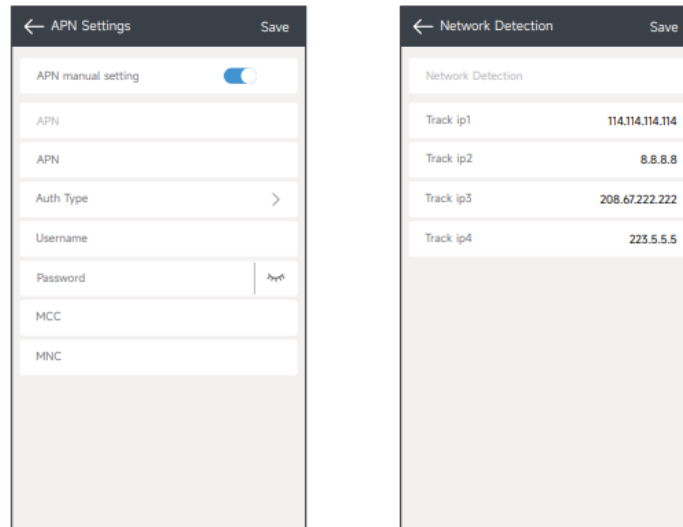 APN Settings
Save
APN manual setting
APN
APN
Auth Type
Username
Password
MCC
MNC
Network Detection
Save
Network Detection
Track ip1 114.114.114.114
Track ip2 8.8.8.8
Track ip3 208.67.222.222
Track ip4 223.5.5.5